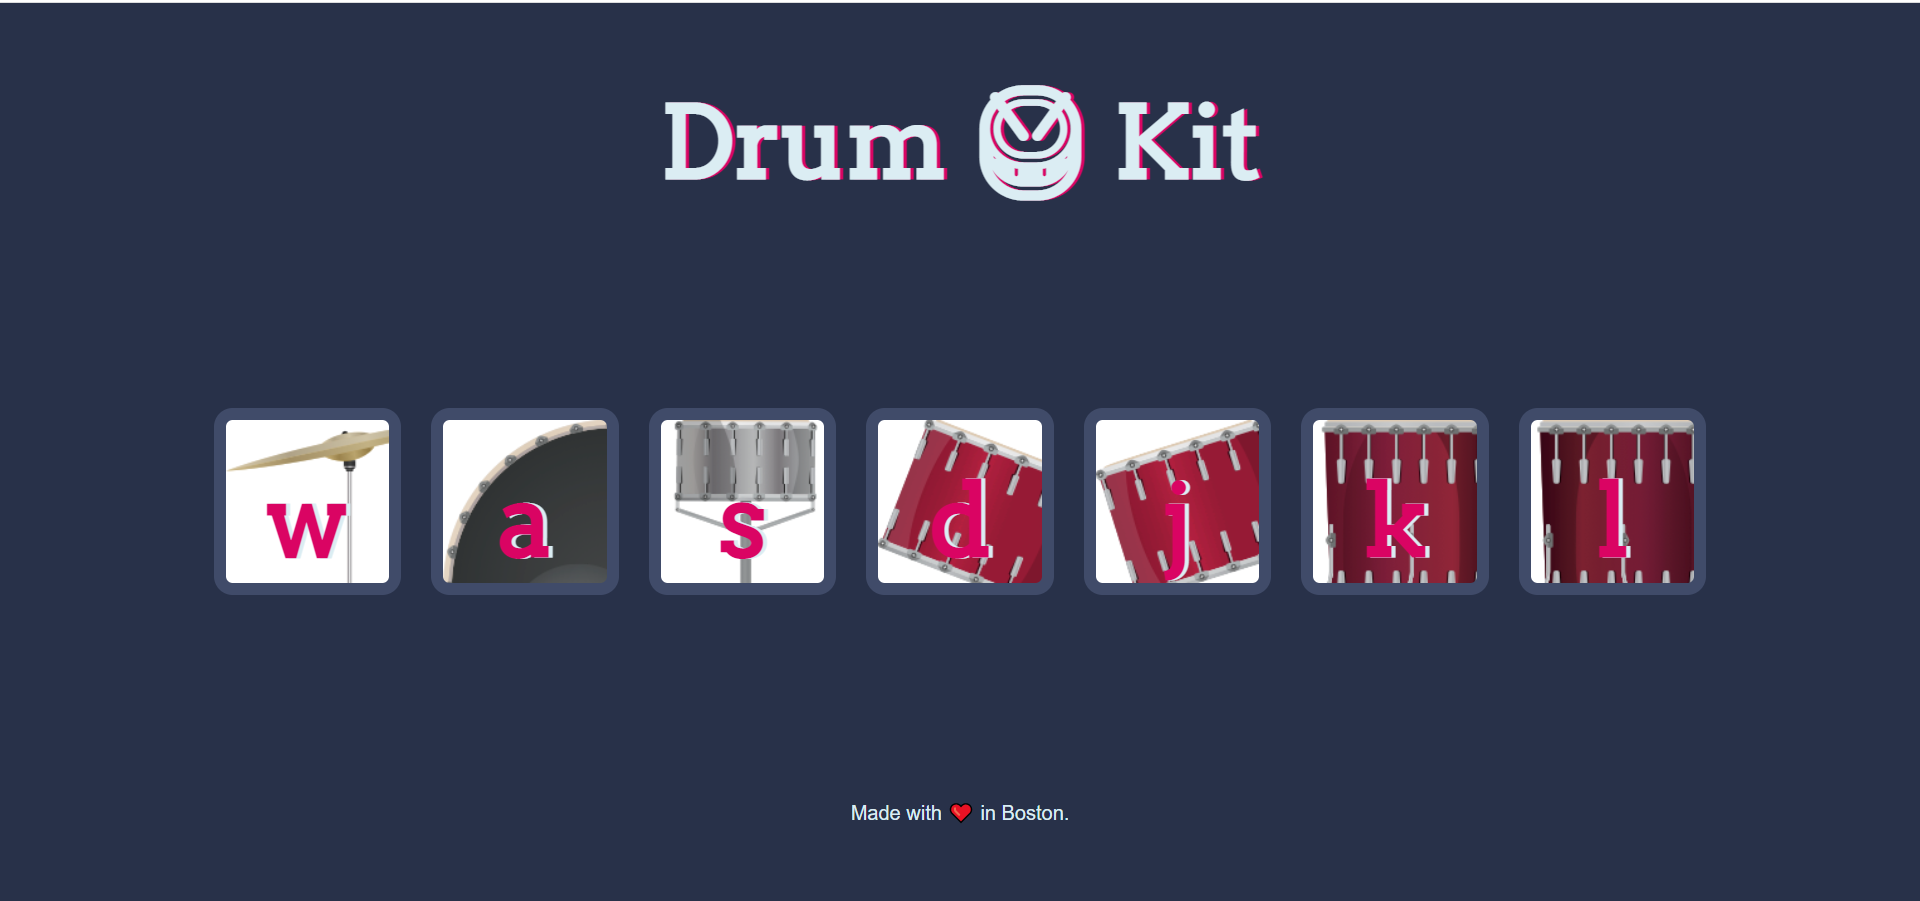 Drum 🥁 Kit
w a s d j k l
Made with ❤️ in Boston.